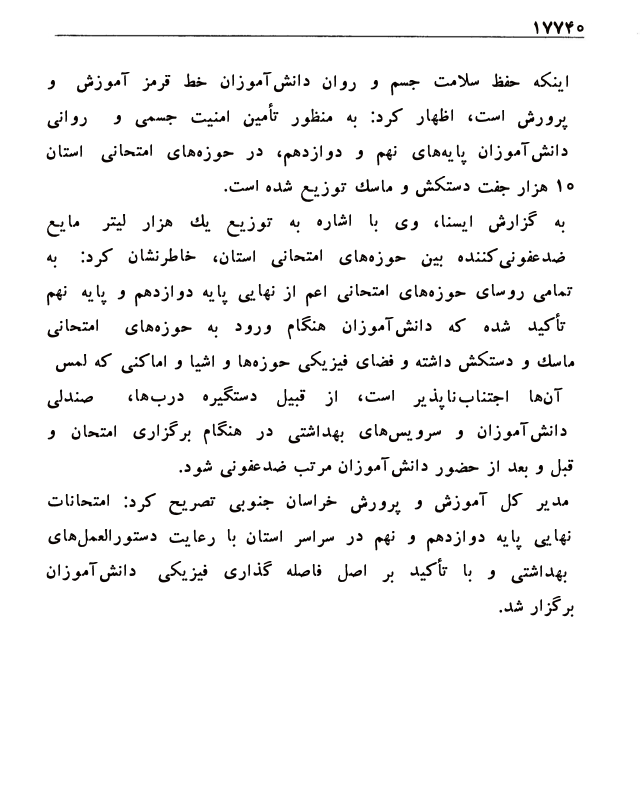 ۱۷۷۴۰
اینکه حفظ سلامت جسم و روان دانش‌آموزان خط قرمز آموزش و
پرورش است، اظهار کرد: به منظور تأمین امنیت جسمی و روانی
دانش‌آموزان پایه‌های نهم و دوازدهم، در حوزه‌های امتحانی استان
۱۰ هزار جفت دستکش و ماسك توزیع شده است.
به گزارش ایسنا، وی با اشاره به توزیع یك هزار لیتر مایع
ضدعفونی‌کننده بین حوزه‌های امتحانی استان، خاطرنشان کرد: به
تمامی روسای حوزه‌های امتحانی اعم از نهایی پایه دوازدهم و پایه نهم
تأکید شده که دانش‌آموزان هنگام ورود به حوزه‌های امتحانی
ماسك و دستکش داشته و فضای فیزیکی حوزه‌ها و اشیا و اماکنی که لمس
آن‌ها اجتناب‌ناپذیر است، از قبیل دستگیره درب‌ها، صندلی
دانش‌آموزان و سرویس‌های بهداشتی در هنگام برگزاری امتحان و
قبل و بعد از حضور دانش‌آموزان مرتب ضدعفونی شود.
مدیر کل آموزش و پرورش خراسان جنوبی تصریح کرد: امتحانات
نهایی پایه دوازدهم و نهم در سراسر استان با رعایت دستورالعمل‌های
بهداشتی و با تأکید بر اصل فاصله گذاری فیزیکی دانش‌آموزان
برگزار شد.